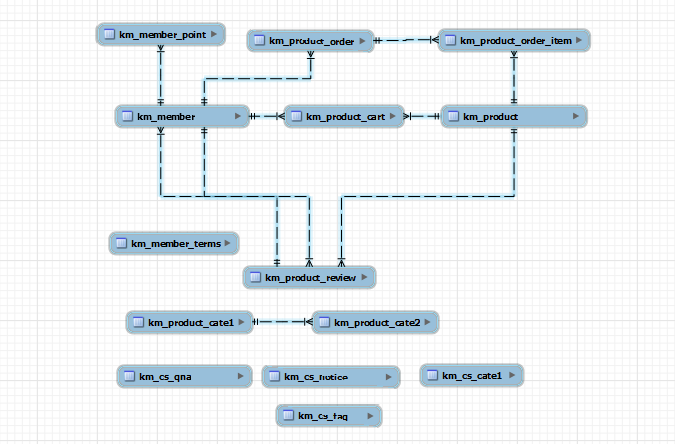 km_member_point
km_product_order
km_product_order_item
km_member
km_product_cart
km_product
km_member_terms
km_product_review
km_product_cate1
km_product_cate2
km_cs_qna
km_cs_notice
km_cs_cate1
km_cs_faq